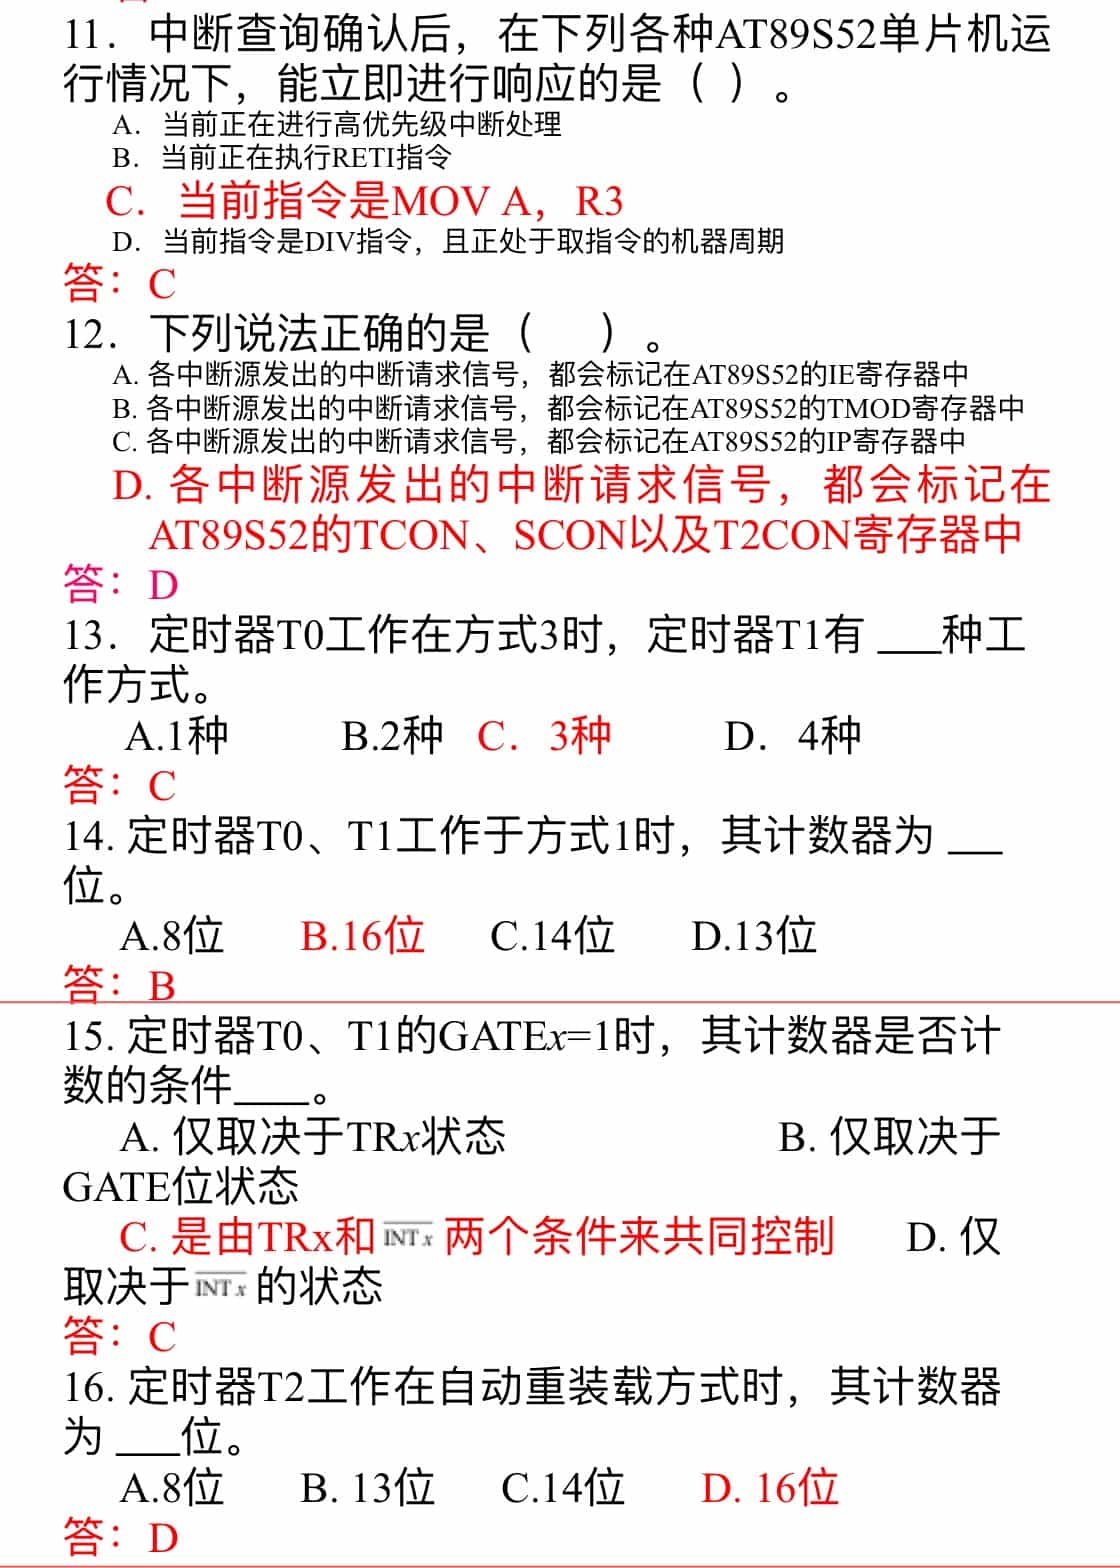 11．中断查询确认后，在下列各种AT89S52单片机运
行情况下，能立即进行响应的是（ ）。
A．当前正在进行高优先级中断处理
B．当前正在执行RETI指令
C．当前指令是MOV A，R3
D．当前指令是DIV指令，且正处于取指令的机器周期
答：C
12．下列说法正确的是（ ）。
A. 各中断源发出的中断请求信号，都会标记在AT89S52的IE寄存器中
B. 各中断源发出的中断请求信号，都会标记在AT89S52的TMOD寄存器中
C. 各中断源发出的中断请求信号，都会标记在AT89S52的IP寄存器中
D. 各中断源发出的中断请求信号，都会标记在
AT89S52的TCON、SCON以及T2CON寄存器中
答：D
13．定时器T0工作在方式3时，定时器T1有 ___种工
作方式。
A.1种 B.2种 C．3种 D．4种
答：C
14. 定时器T0、T1工作于方式1时，其计数器为 ___
位。
A.8位 B.16位 C.14位 D.13位
答：B
15. 定时器T0、T1的GATEx=1时，其计数器是否计
数的条件____。
A. 仅取决于TRx状态 B. 仅取决于
GATE位状态
C. 是由TRx和 INTx 两个条件来共同控制 D. 仅
取决于 INTx 的状态
答：C
16. 定时器T2工作在自动重装载方式时，其计数器
为 ___位。
A.8位 B. 13位 C.14位 D. 16位
答：D